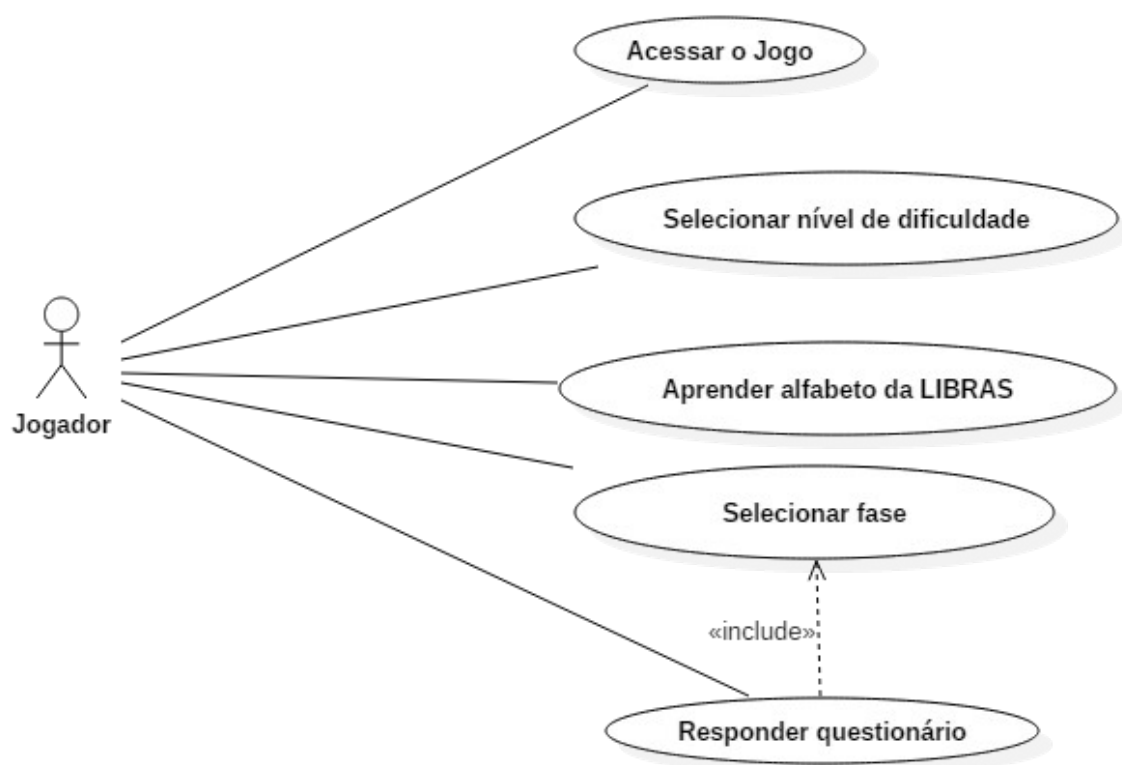 Acessar o Jogo
Selecionar nível de dificuldade
Aprender alfabeto da LIBRAS
Jogador
Selecionar fase
«include»
Responder questionário